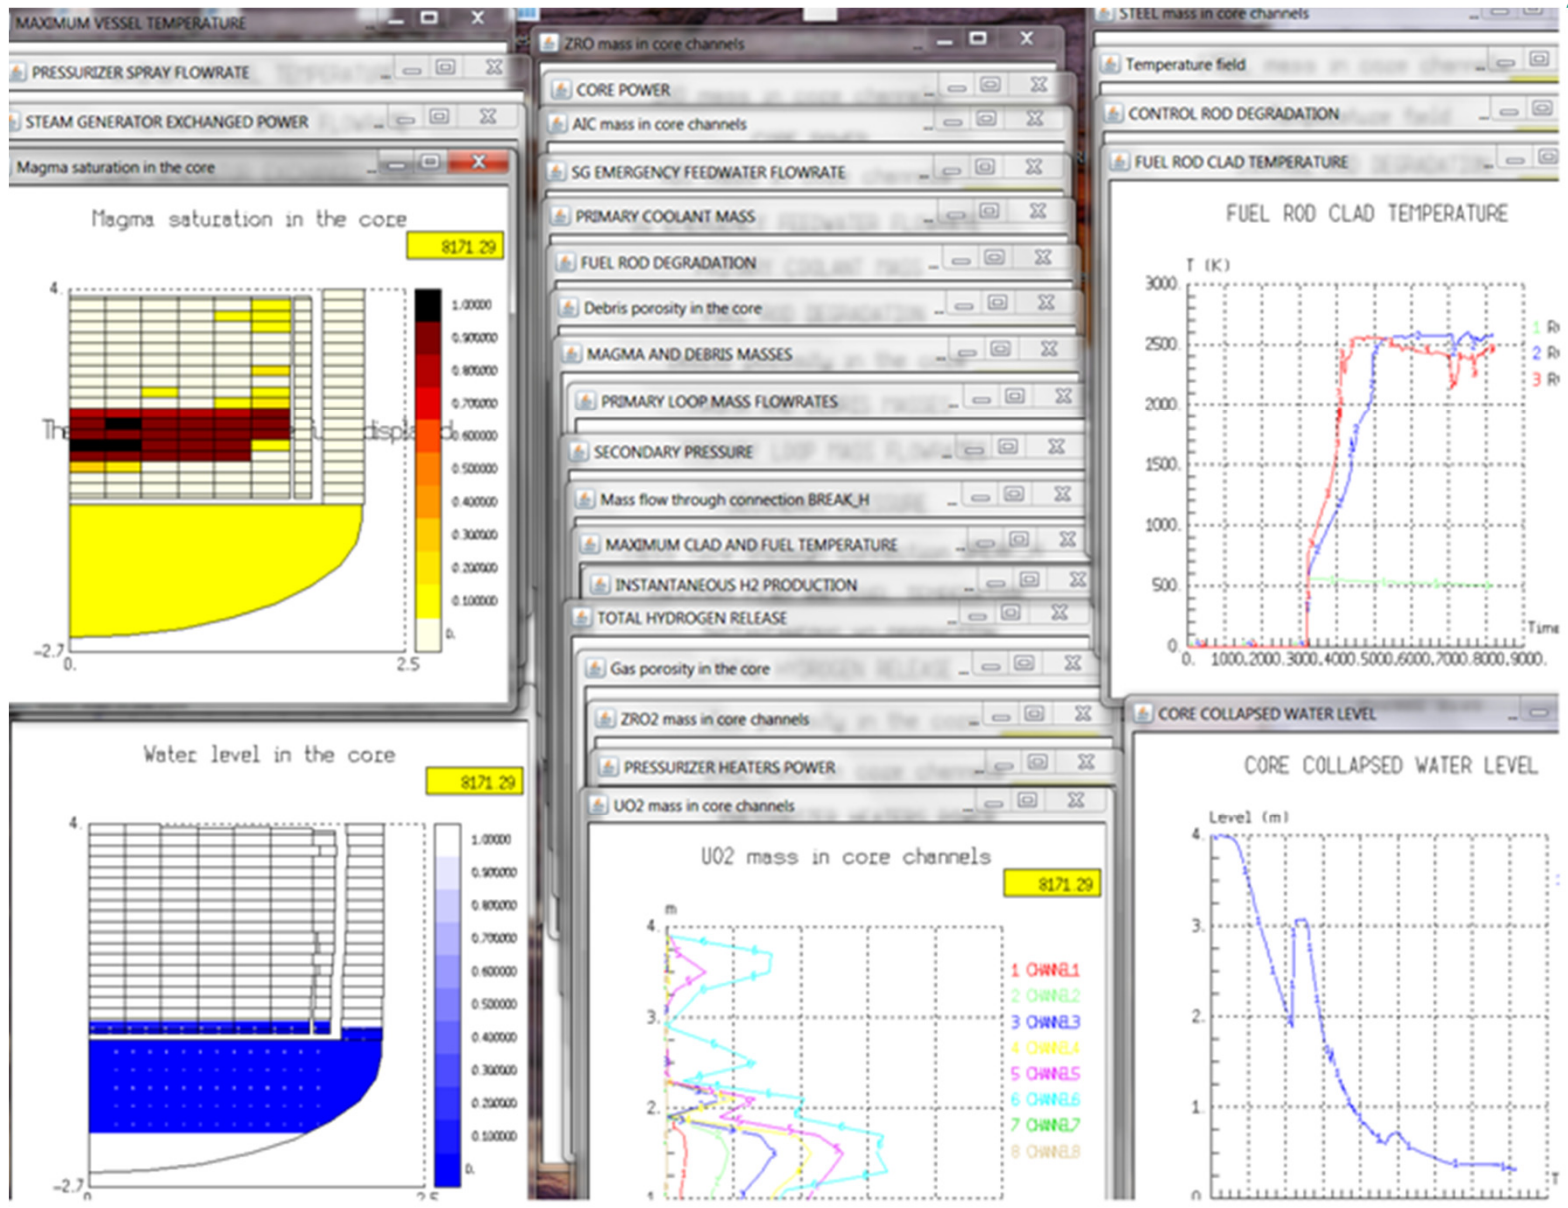 MAXIMUM VESSEL TEMPERATURE
PRESSURIZER SPRAY FLOWRATE
STEAM GENERATOR EXCHANGED POWER
Magma saturation in the core
Magma saturation in the core
8171.29
4.
1.00000
0.900000
0.800000
0.700000
0.600000
0.500000
0.400000
0.300000
0.200000
0.100000
0.
-2.7
0.
2.5
Water level in the core
8171.29
4.
1.00000
0.900000
0.800000
0.700000
0.600000
0.500000
0.400000
0.300000
0.200000
0.100000
0.
-2.7
ZRO mass in core channels
CORE POWER
AIC mass in core channels
SG EMERGENCY FEEDWATER FLOWRATE
PRIMARY COOLANT MASS
FUEL ROD DEGRADATION
Debris porosity in the core
MAGMA AND DEBRIS MASSES
PRIMARY LOOP MASS FLOWRATES
SECONDARY PRESSURE
Mass flow through connection BREAK_H
MAXIMUM CLAD AND FUEL TEMPERATURE
INSTANTANEOUS H2 PRODUCTION
TOTAL HYDROGEN RELEASE
Gas porosity in the core
ZRO2 mass in core channels
PRESSURIZER HEATERS POWER
UO2 mass in core channels
UO2 mass in core channels
8171.29
m
4.
3.
2.
1
1 CHANNEL1
2 CHANNEL2
3 CHANNEL3
4 CHANNEL4
5 CHANNEL5
6 CHANNEL6
7 CHANNEL7
8 CHANNEL8
STEEL mass in core channels
Temperature field
CONTROL ROD DEGRADATION
FUEL ROD CLAD TEMPERATURE
FUEL ROD CLAD TEMPERATURE
T (K)
3000.
2500.
2000.
1500.
1000.
500.
0.
0. 1000.2000.3000.4000.5000.6000.7000.8000.9000.
Time
1 R
2 R
3 R
CORE COLLAPSED WATER LEVEL
CORE COLLAPSED WATER LEVEL
Level (m)
4.
3.
2.
1.
0